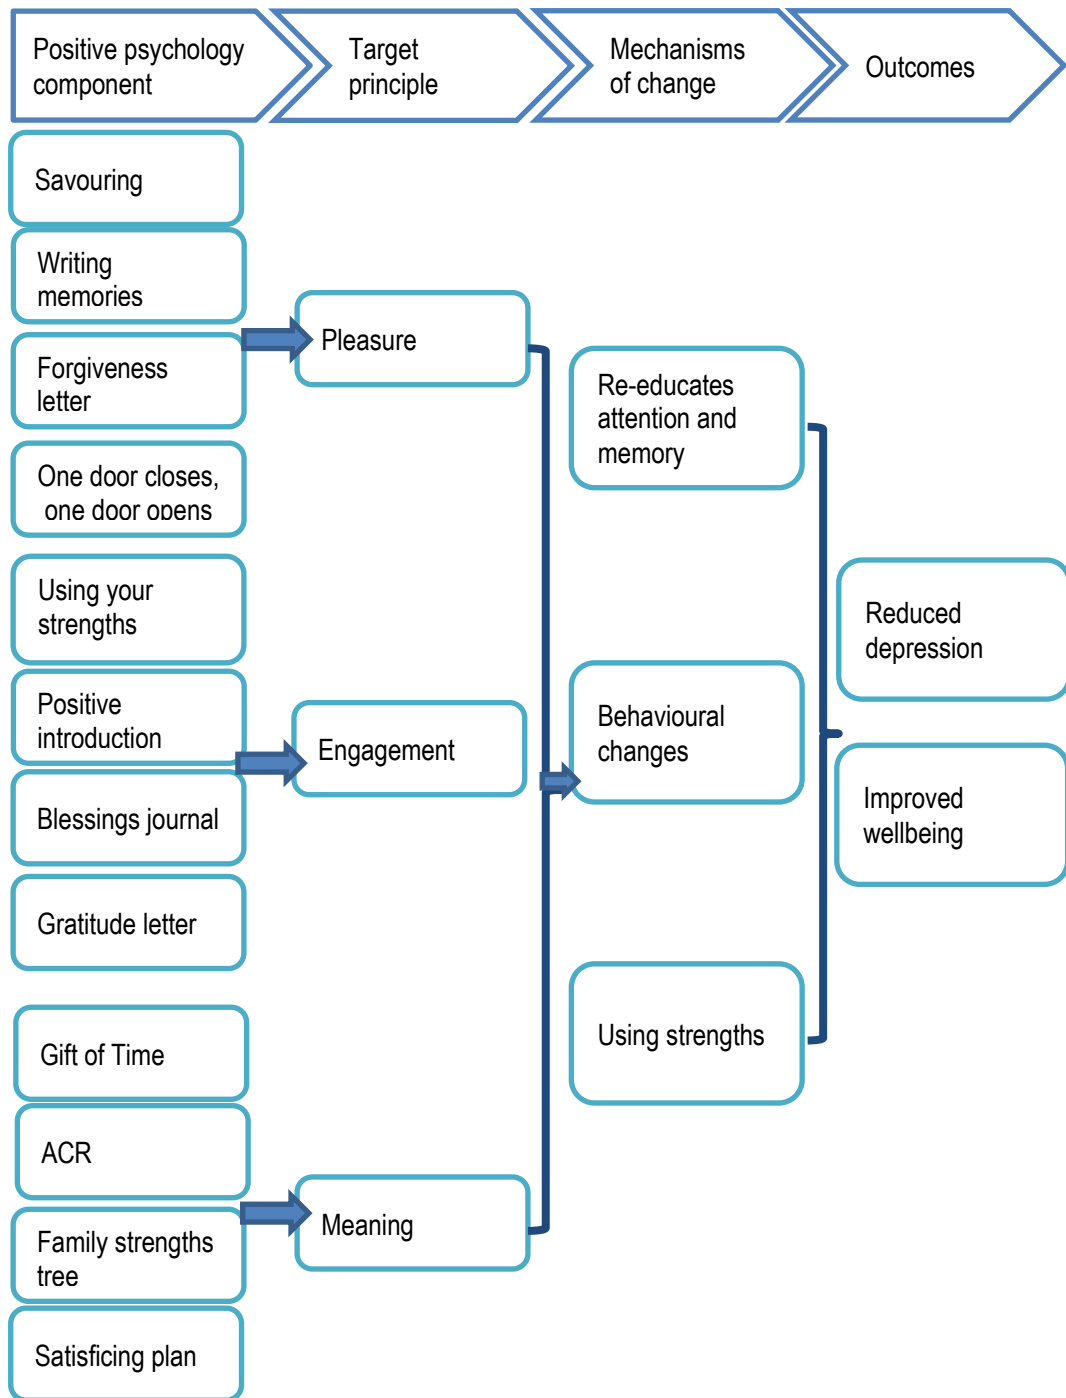 Positive psychology
component
Target
principle
Mechanisms
of change
Outcomes
Savouring
Writing
memories
Forgiveness
letter
One door closes,
one door opens
Using your
strengths
Positive
introduction
Blessings journal
Gratitude letter
Gift of Time
ACR
Family strengths
tree
Satisficing plan
Pleasure
Engagement
Meaning
Re-educates
attention and
memory
Behavioural
changes
Using strengths
Reduced
depression
Improved
wellbeing